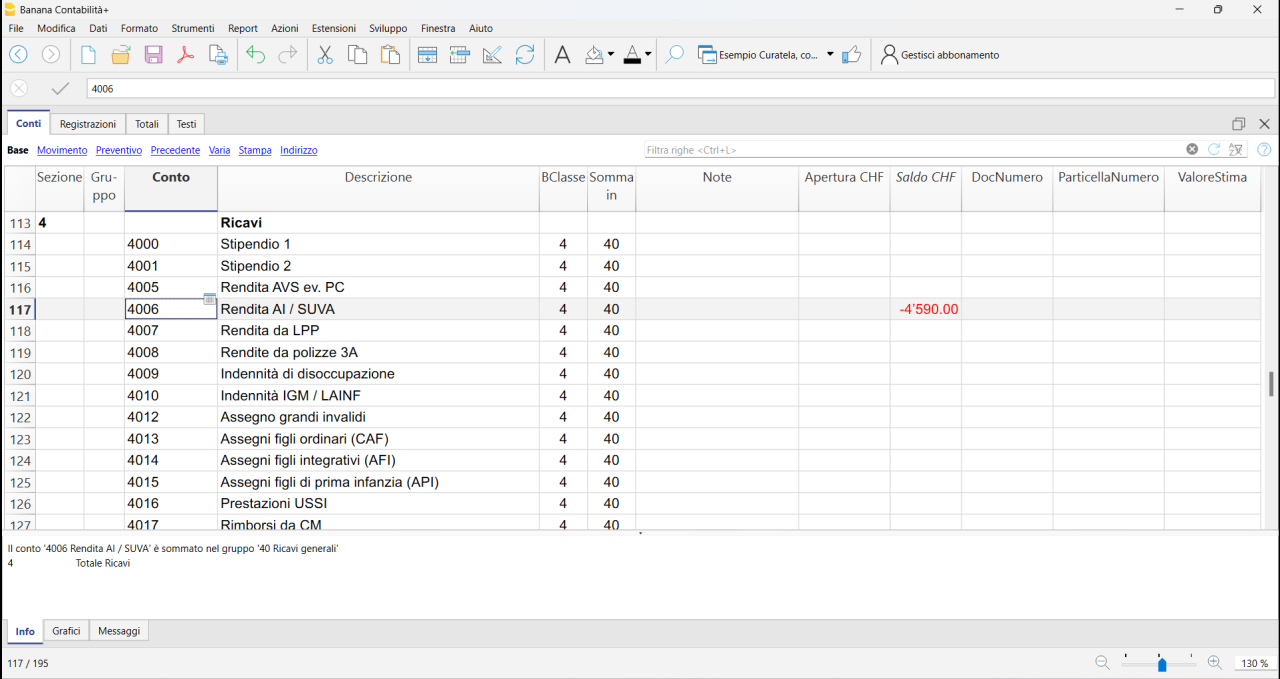 Banana Contabilità+
File Modifica Dati Formato Strumenti Report Azioni Estensioni Sviluppo Finestra Aiuto
Esempio Curatela, co... Gestisci abbonamento
4006
Conti Registrazioni Totali Testi
Base Movimento Preventivo Precedente Varia Stampa Indirizzo Filtra righe <Ctrl+L>
Sezione Gru-ppo Conto Descrizione BClasse Somma in Note Apertura CHF Saldo CHF DocNumero ParticellaNumero ValoreStima
113 4 Ricavi
114 4000 Stipendio 1 4 40
115 4001 Stipendio 2 4 40
116 4005 Rendita AVS ev. PC 4 40
117 4006 Rendita AI / SUVA 4 40 -4'590.00
118 4007 Rendita da LPP 4 40
119 4008 Rendite da polizze 3A 4 40
120 4009 Indennità di disoccupazione 4 40
121 4010 Indennità IGM / LAINF 4 40
122 4012 Assegno grandi invalidi 4 40
123 4013 Assegni figli ordinari (CAF) 4 40
124 4014 Assegni figli integrativi (AFI) 4 40
125 4015 Assegni figli di prima infanzia (API) 4 40
126 4016 Prestazioni USSI 4 40
127 4017 Rimborsi da CM 4 40
Il conto '4006 Rendita AI / SUVA' è sommato nel gruppo '40 Ricavi generali'
4 Totale Ricavi
Info Grafici Messaggi
117 / 195 130 %